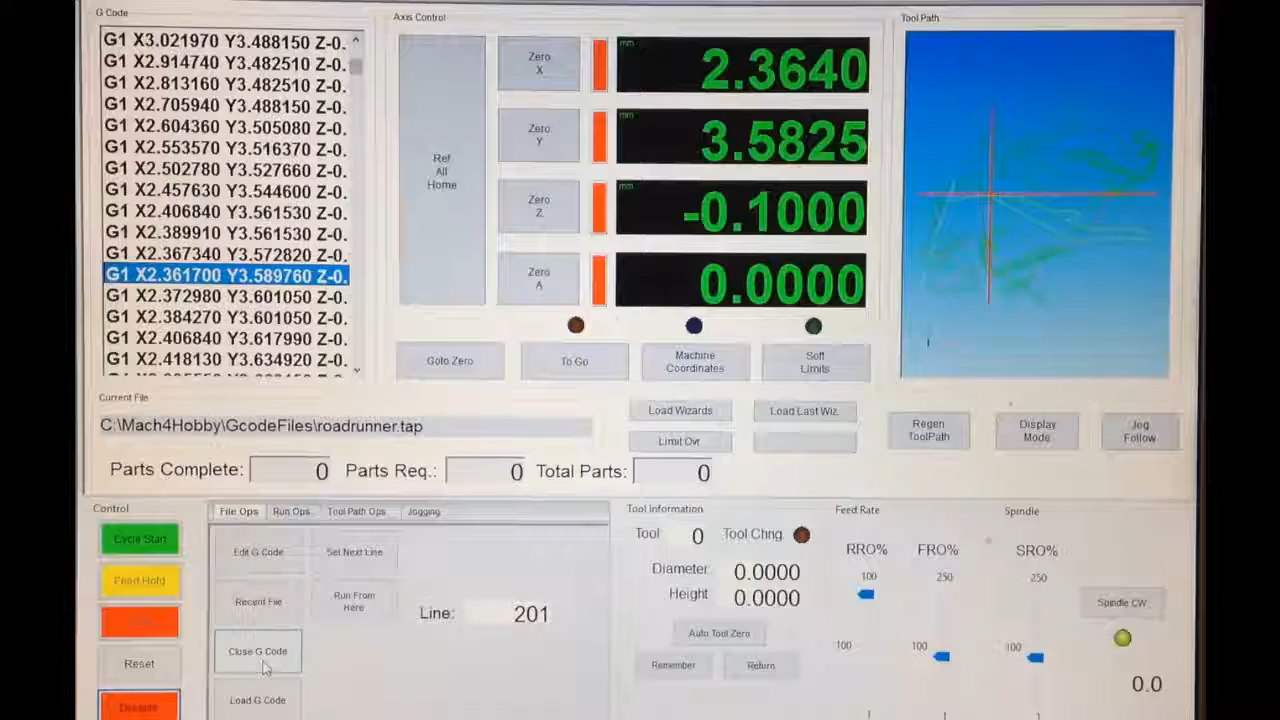 G Code
G1 X3.021970 Y3.488150 Z-0.
G1 X2.914740 Y3.482510 Z-0.
G1 X2.813160 Y3.482510 Z-0.
G1 X2.705940 Y3.488150 Z-0.
G1 X2.604360 Y3.505080 Z-0.
G1 X2.553570 Y3.516370 Z-0.
G1 X2.502780 Y3.527660 Z-0.
G1 X2.457630 Y3.544600 Z-0.
G1 X2.406840 Y3.561530 Z-0.
G1 X2.389910 Y3.561530 Z-0.
G1 X2.367340 Y3.572820 Z-0.
G1 X2.361700 Y3.589760 Z-0.
G1 X2.372980 Y3.601050 Z-0.
G1 X2.384270 Y3.601050 Z-0.
G1 X2.406840 Y3.617990 Z-0.
G1 X2.418130 Y3.634920 Z-0.
Axis Control
Ref
All
Home
Zero
X
mm
2.3640
Zero
Y
mm
3.5825
Zero
Z
mm
-0.1000
Zero
A
0.0000
Goto Zero
To Go
Machine
Coordinates
Soft
Limits
Tool Path
Current File
C:\Mach4Hobby\GcodeFiles\roadrunner.tap
Load Wizards
Load Last Wiz.
Limit Ovr
Regen
ToolPath
Display
Mode
Jog
Follow
Parts Complete: 0 Parts Req.: 0 Total Parts: 0
Control
Cycle Start
Feed Hold
Reset
Disable
File Ops Run Ops Tool Path Ops Jogging
Edit G Code
Set Next Line
Recent File
Run From
Here
Close G Code
Load G Code
Line: 201
Tool Information
Tool 0 Tool Chng
Diameter 0.0000
Height 0.0000
Auto Tool Zero
Remember
Return
Feed Rate
RRO% FRO%
100 250
100 100
Spindle
SRO%
250
100
Spindle CW
0.0